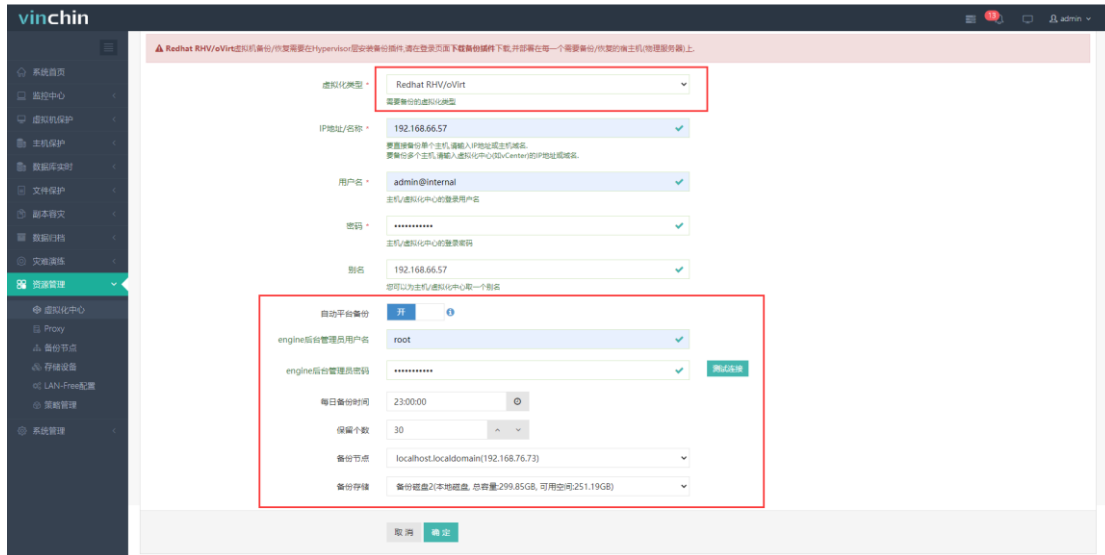 vinchin
13
admin
Redhat RHV/oVirt虚拟机备份/恢复需要在Hypervisor层安装备份插件,请在登录页面下载备份插件下载,并部署在每一个需要备份/恢复的宿主机(物理服务器)上.
系统首页
监控中心
虚拟机保护
主机保护
数据库实时
文件保护
副本容灾
数据归档
灾难演练
资源管理
虚拟化中心
Proxy
备份节点
存储设备
LAN-Free配置
策略管理
系统管理
虚拟化类型 * Redhat RHV/oVirt
需要备份的虚拟化类型
IP地址/名称 * 192.168.66.57
要直接备份单个主机,请输入IP地址或主机域名.
要备份多个主机,请输入虚拟化中心(如vCenter)的IP地址或域名.
用户名 * admin@internal
主机/虚拟化中心的登录用户名
密码 * •••••••••••
主机/虚拟化中心的登录密码
别名 192.168.66.57
您可以为主机/虚拟化中心取一个别名
自动平台备份 开
engine后台管理员用户名 root
engine后台管理员密码 ••••••••••• 测试连接
每日备份时间 23:00:00
保留个数 30
备份节点 localhost.localdomain(192.168.76.73)
备份存储 备份磁盘2(本地磁盘, 总容量:299.85GB, 可用空间:251.19GB)
取消 确定